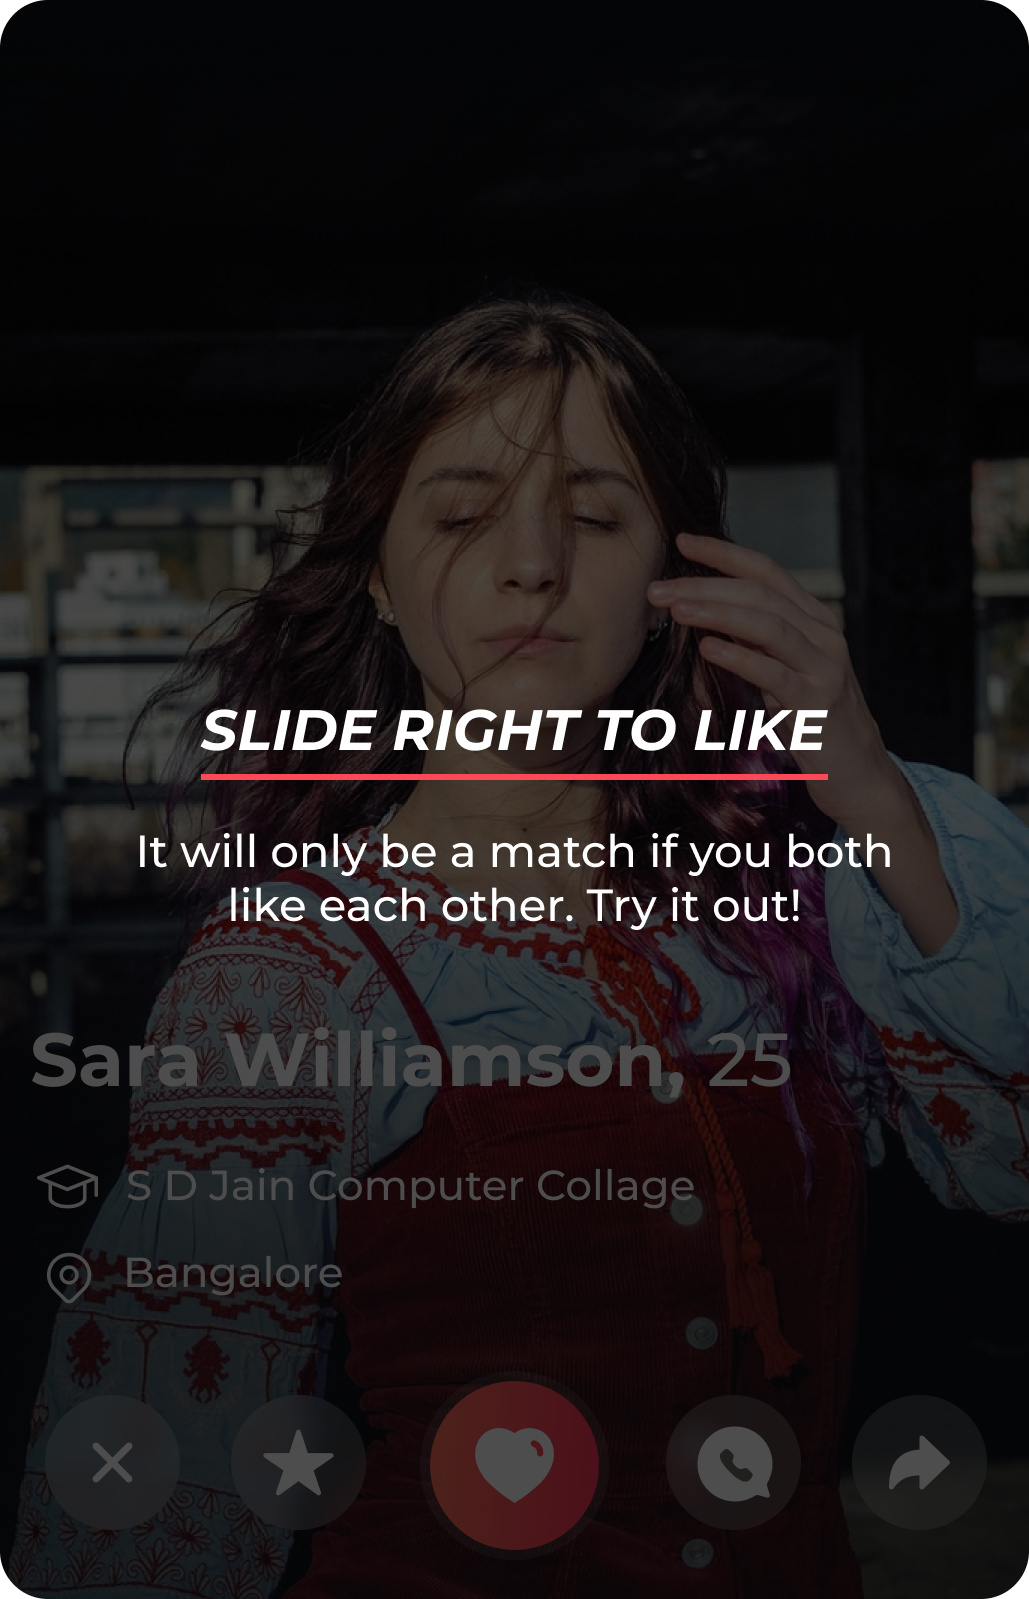 SLIDE RIGHT TO LIKE
It will only be a match if you both
like each other. Try it out!
Sara Williamson, 25
S D Jain Computer Collage
Bangalore